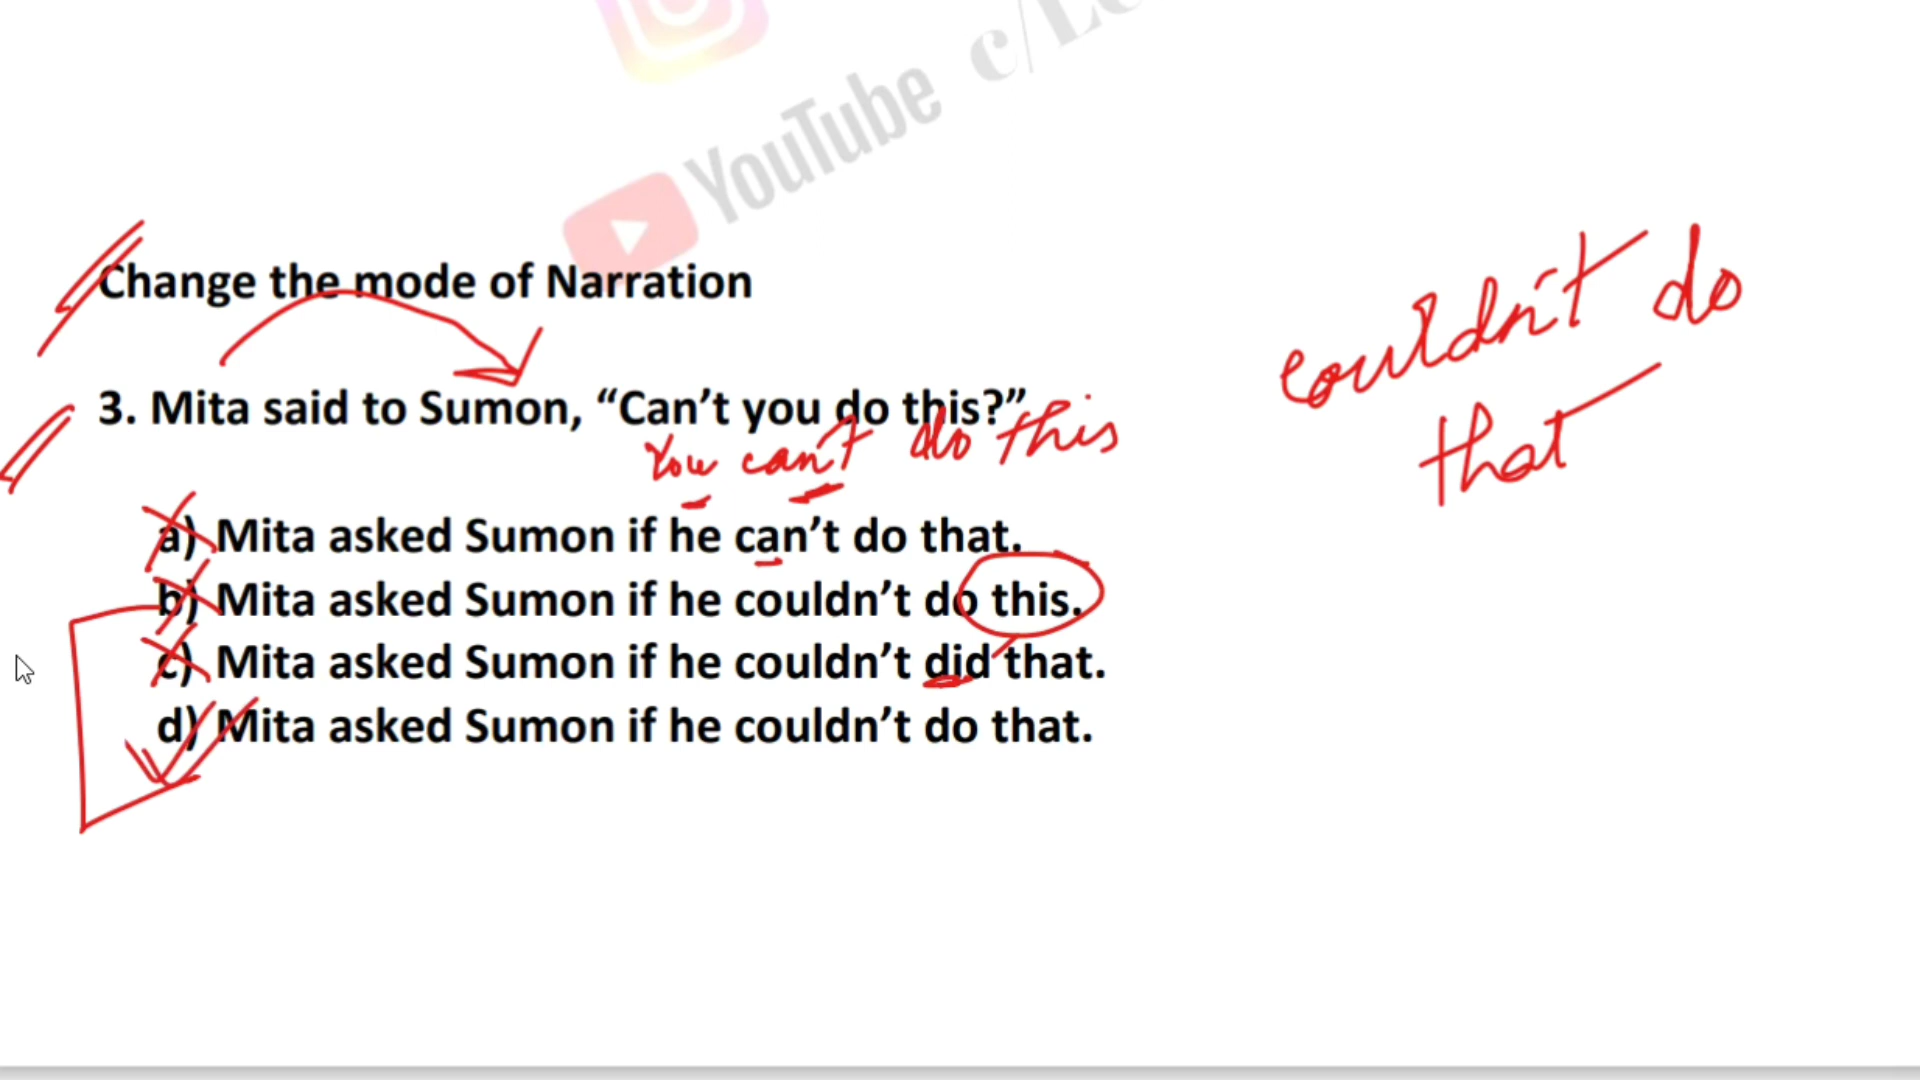 YouTube c/Le
Change the mode of Narration
3. Mita said to Sumon, “Can’t you do this?”
You can't do this
couldn't do
that
a) Mita asked Sumon if he can’t do that.
b) Mita asked Sumon if he couldn’t do this.
c) Mita asked Sumon if he couldn’t did that.
d) Mita asked Sumon if he couldn’t do that.